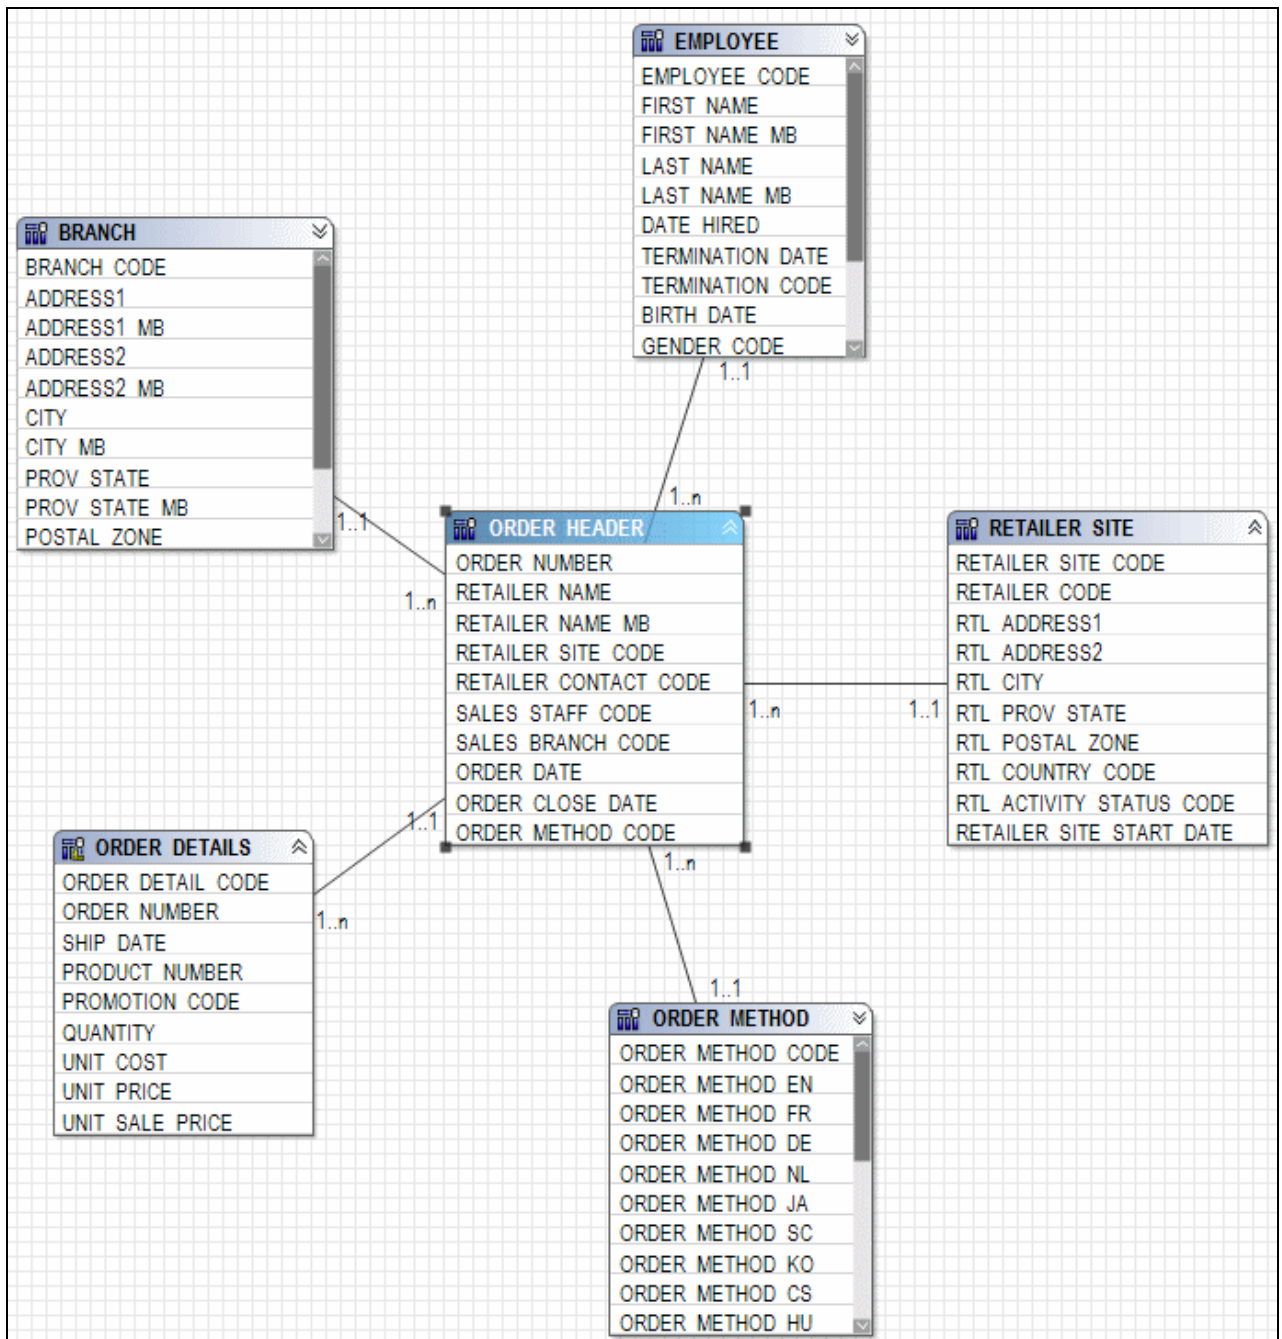 EMPLOYEE
EMPLOYEE CODE
FIRST NAME
FIRST NAME MB
LAST NAME
LAST NAME MB
DATE HIRED
TERMINATION DATE
TERMINATION CODE
BIRTH DATE
GENDER CODE
1..1
1..n
BRANCH
BRANCH CODE
ADDRESS1
ADDRESS1 MB
ADDRESS2
ADDRESS2 MB
CITY
CITY MB
PROV STATE
PROV STATE MB
POSTAL ZONE
1..1
1..n
ORDER HEADER
ORDER NUMBER
RETAILER NAME
RETAILER NAME MB
RETAILER SITE CODE
RETAILER CONTACT CODE
SALES STAFF CODE
SALES BRANCH CODE
ORDER DATE
ORDER CLOSE DATE
ORDER METHOD CODE
1..n
1..1
RETAILER SITE
RETAILER SITE CODE
RETAILER CODE
RTL ADDRESS1
RTL ADDRESS2
RTL CITY
RTL PROV STATE
RTL POSTAL ZONE
RTL COUNTRY CODE
RTL ACTIVITY STATUS CODE
RETAILER SITE START DATE
1..1
1..n
ORDER DETAILS
ORDER DETAIL CODE
ORDER NUMBER
SHIP DATE
PRODUCT NUMBER
PROMOTION CODE
QUANTITY
UNIT COST
UNIT PRICE
UNIT SALE PRICE
1..n
1..1
ORDER METHOD
ORDER METHOD CODE
ORDER METHOD EN
ORDER METHOD FR
ORDER METHOD DE
ORDER METHOD NL
ORDER METHOD JA
ORDER METHOD SC
ORDER METHOD KO
ORDER METHOD CS
ORDER METHOD HU